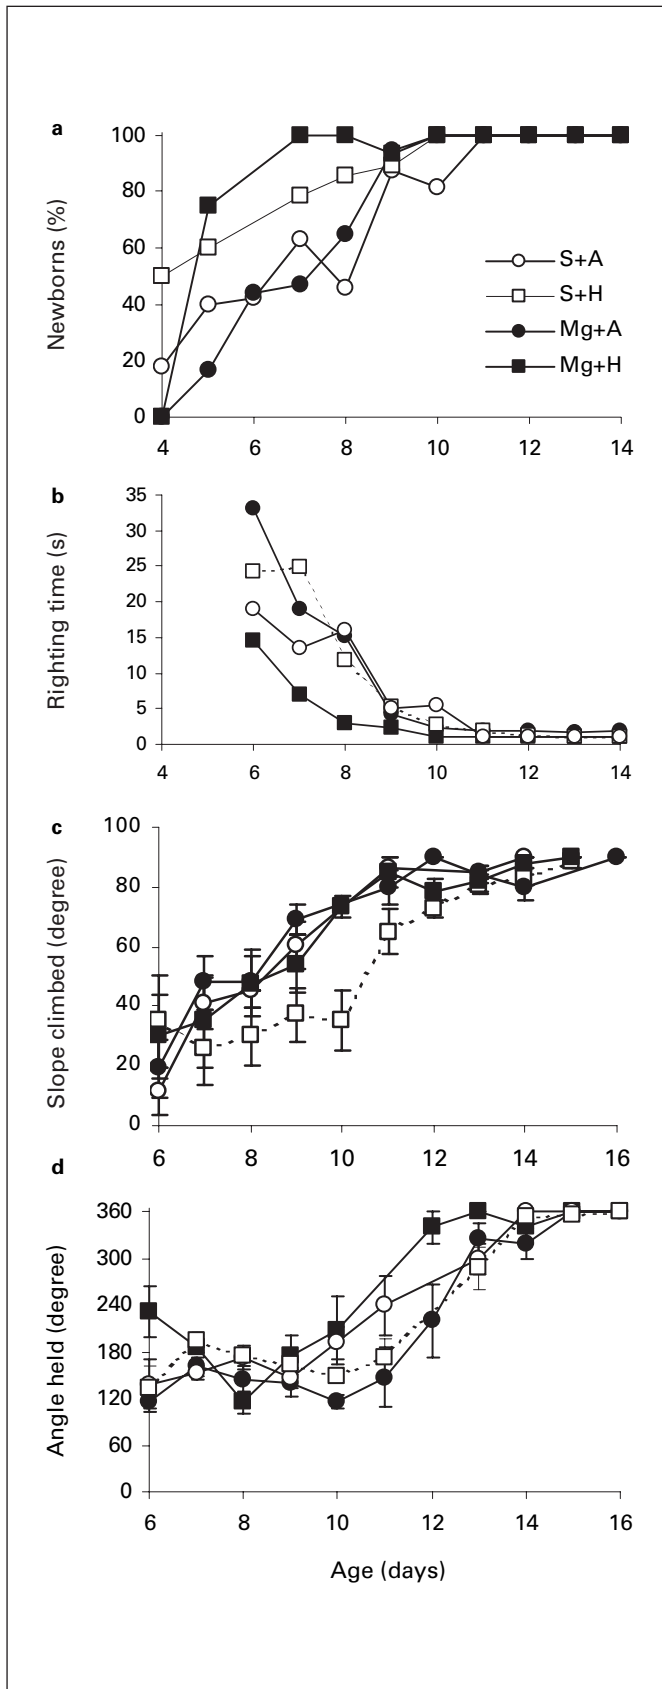 a
100
80
60
40
20
0
Newborns (%)
S+A
S+H
Mg+A
Mg+H
4 6 8 10 12 14
b
35
30
25
20
15
10
5
0
Righting time (s)
4 6 8 10 12 14
c
100
80
60
40
20
0
Slope climbed (degree)
6 8 10 12 14 16
d
360
300
240
180
120
60
0
Angle held (degree)
6 8 10 12 14 16
Age (days)